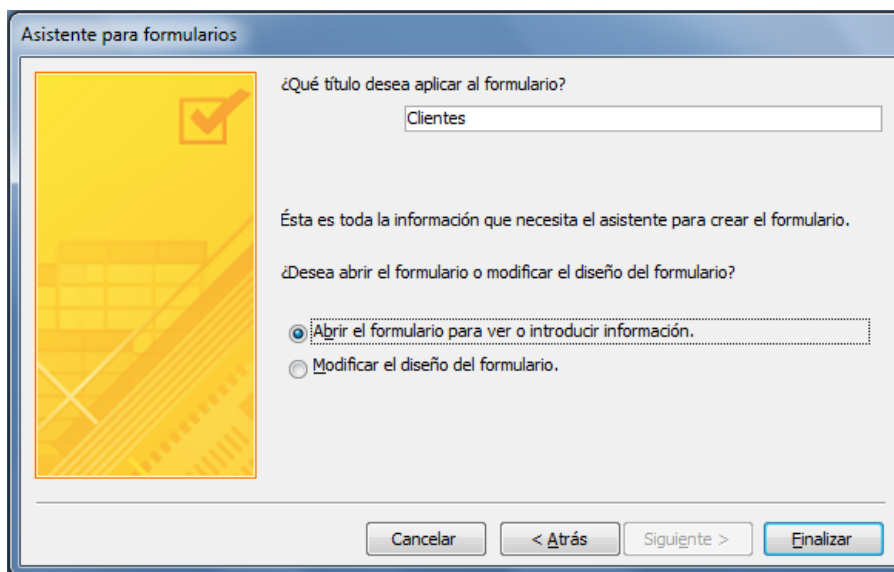 Asistente para formularios
¿Qué título desea aplicar al formulario?
Clientes
Ésta es toda la información que necesita el asistente para crear el formulario.
¿Desea abrir el formulario o modificar el diseño del formulario?
Abrir el formulario para ver o introducir información.
Modificar el diseño del formulario.
Cancelar
< Atrás
Siguiente >
Finalizar